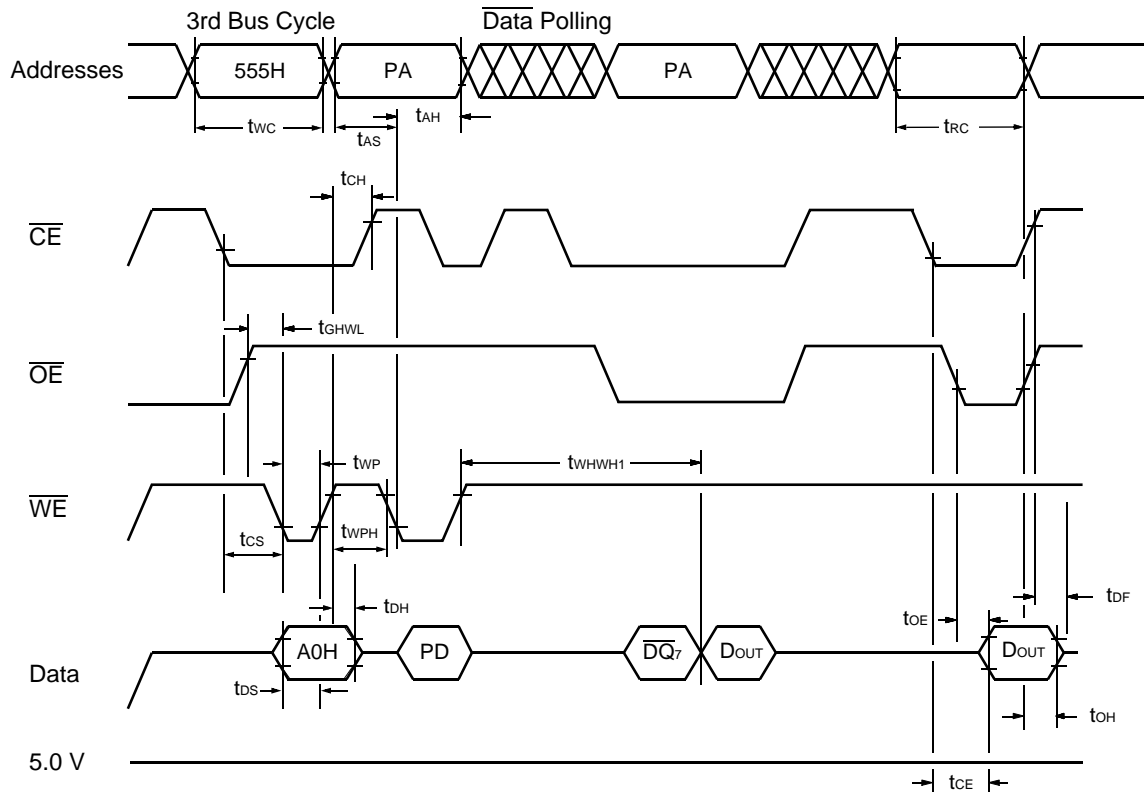 3rd Bus Cycle
Data Polling
Addresses
555H
PA
PA
tWC
tAS
tAH
tRC
tCH
CE
tGHWL
OE
tWP
tWHWH1
WE
tCS
tWPH
tDH
tOE
tDF
Data
A0H
PD
DQ7
DOUT
DOUT
tDS
tOH
5.0 V
tCE